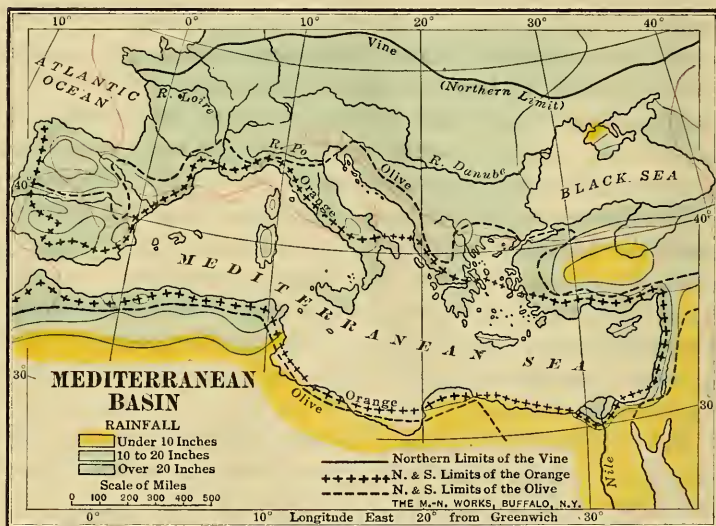 10° 0° 10° 20° 30° 40°
Vine
(Northern Limit)
ATLANTIC
OCEAN
R. Loire
R. Po
R. Danube
Olive
Orange
BLACK SEA
40°
40°
MEDITERRANEAN SEA
30°
30°
Orange
Olive
Nile
MEDITERRANEAN
BASIN
RAINFALL
Under 10 Inches
10 to 20 Inches
Over 20 Inches
Scale of Miles
0 100 200 300 400 500
Northern Limits of the Vine
N. & S. Limits of the Orange
N. & S. Limits of the Olive
THE M.-N. WORKS, BUFFALO, N.Y.
0° 10° Longitude East 20° from Greenwich 30°